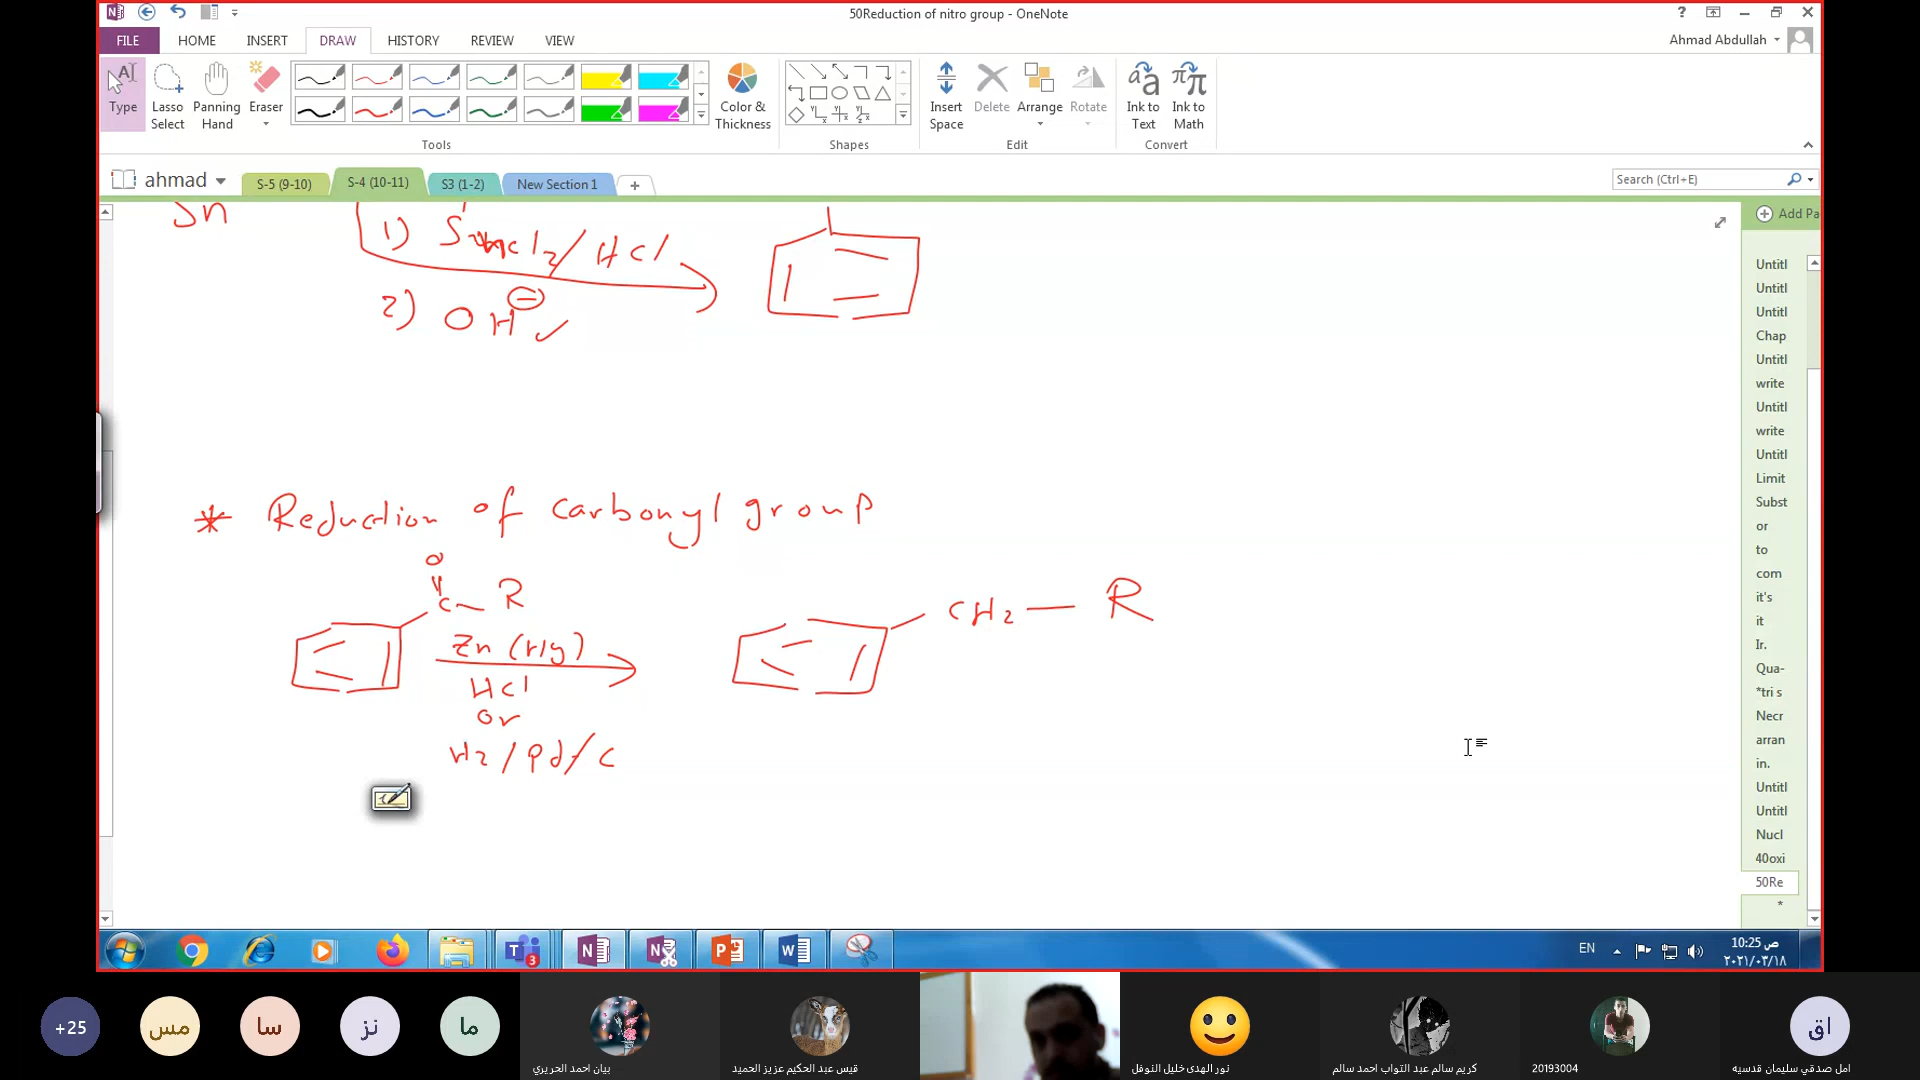 50Reduction of nitro group - OneNote
FILE HOME INSERT DRAW HISTORY REVIEW VIEW
Ahmad Abdullah
Type
Lasso Select
Panning Hand
Eraser
Color & Thickness
Insert Space
Delete
Arrange
Rotate
Ink to Text
Ink to Math
Tools
Shapes
Edit
Convert
ahmad
S-5 (9-10)
S-4 (10-11)
S3 (1-2)
New Section 1
Search (Ctrl+E)
Add Pa
Sn
1) SnCl2/HCl
2) OH⊖ ✓
* Reduction of carbonyl group
O
C R
Zn (Hg)
HCl
or
H2/Pd/C
CH2 — R
Untitl
Untitl
Untitl
Chap
Untitl
write
Untitl
write
Untitl
Limit
Subst
or
to
com
it's
it
Ir.
Qua-
*tri s
Necr
arran
in.
Untitl
Untitl
Nucl
40oxi
50Re
*
EN
10:25 ص
٢٠٢١/٠٣/١٨
3
+25
مس
سا
نز
ما
بيان احمد الحريري
قيس عبد الحكيم عزيز الحميد
نور الهدى خليل النوفل
كريم سالم عبد التواب احمد سالم
20193004
اق
امل صدقي سليمان قدسيه